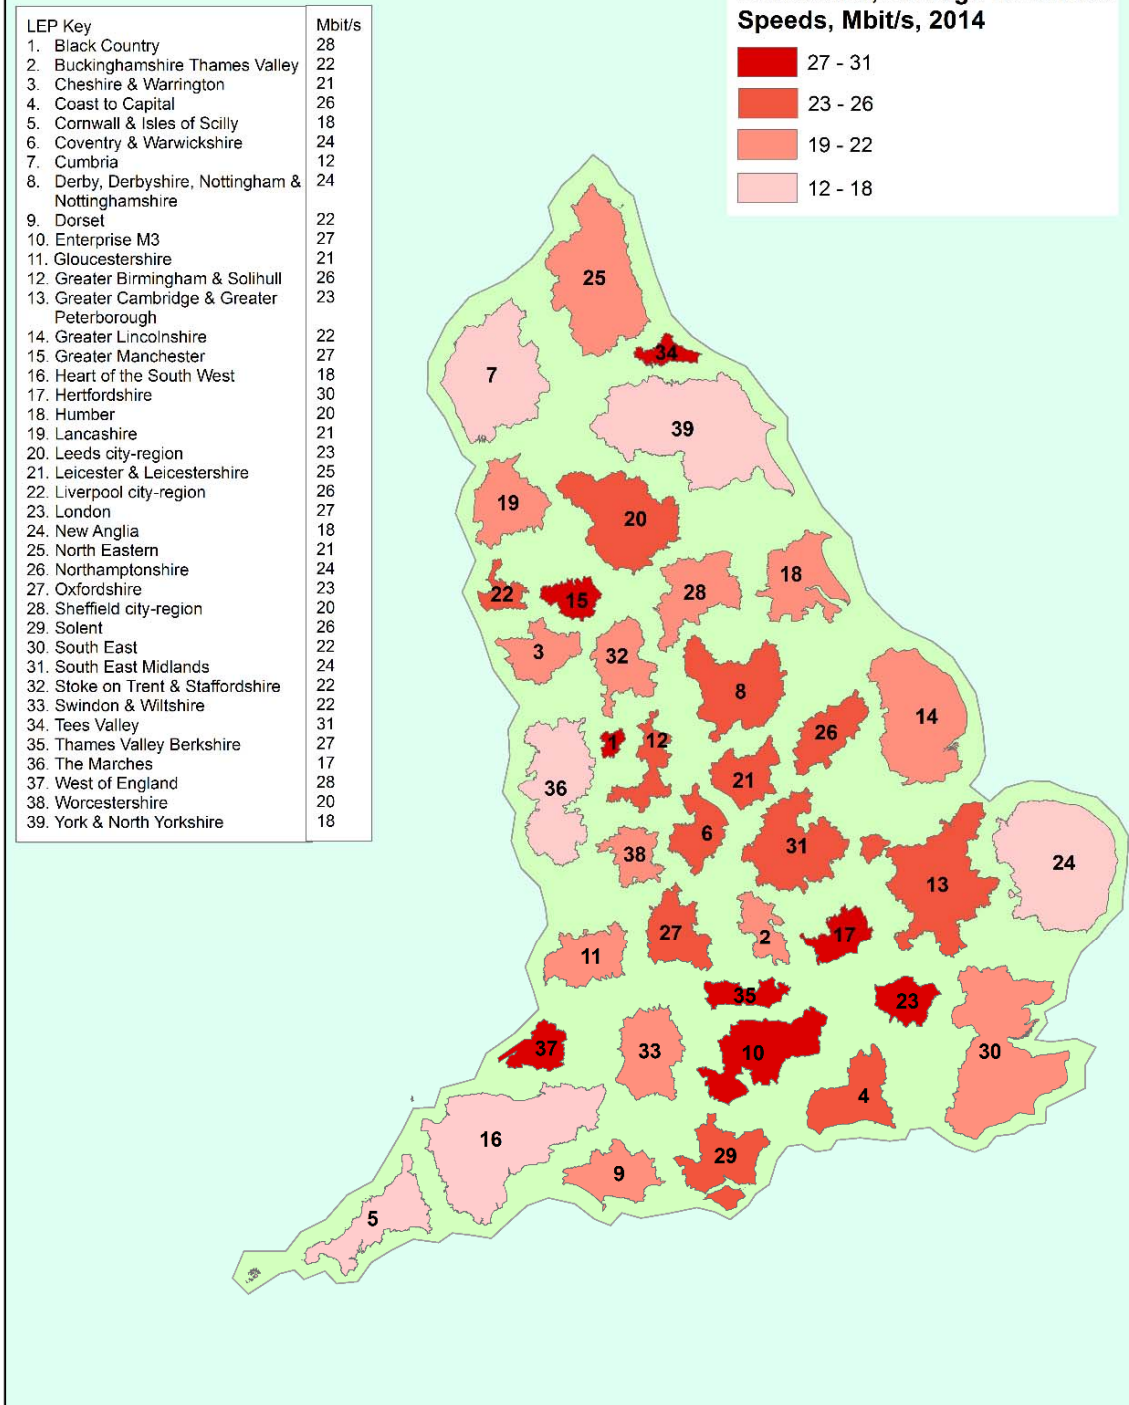 LEP Key Mbit/s
1. Black Country 28
2. Buckinghamshire Thames Valley 22
3. Cheshire & Warrington 21
4. Coast to Capital 26
5. Cornwall & Isles of Scilly 18
6. Coventry & Warwickshire 24
7. Cumbria 12
8. Derby, Derbyshire, Nottingham & 24
Nottinghamshire
9. Dorset 22
10. Enterprise M3 27
11. Gloucestershire 21
12. Greater Birmingham & Solihull 26
13. Greater Cambridge & Greater 23
Peterborough
14. Greater Lincolnshire 22
15. Greater Manchester 27
16. Heart of the South West 18
17. Hertfordshire 30
18. Humber 20
19. Lancashire 21
20. Leeds city-region 23
21. Leicester & Leicestershire 25
22. Liverpool city-region 26
23. London 27
24. New Anglia 18
25. North Eastern 21
26. Northamptonshire 24
27. Oxfordshire 23
28. Sheffield city-region 20
29. Solent 26
30. South East 22
31. South East Midlands 24
32. Stoke on Trent & Staffordshire 22
33. Swindon & Wiltshire 22
34. Tees Valley 31
35. Thames Valley Berkshire 27
36. The Marches 17
37. West of England 28
38. Worcestershire 20
39. York & North Yorkshire 18
Speeds, Mbit/s, 2014
27 - 31
23 - 26
19 - 22
12 - 18
25
34
7
39
19
20
18
28
22
15
3
32
8
14
26
12
1
21
36
6
31
38
24
13
27
2
17
11
35
23
37
33
10
30
4
16
29
9
5